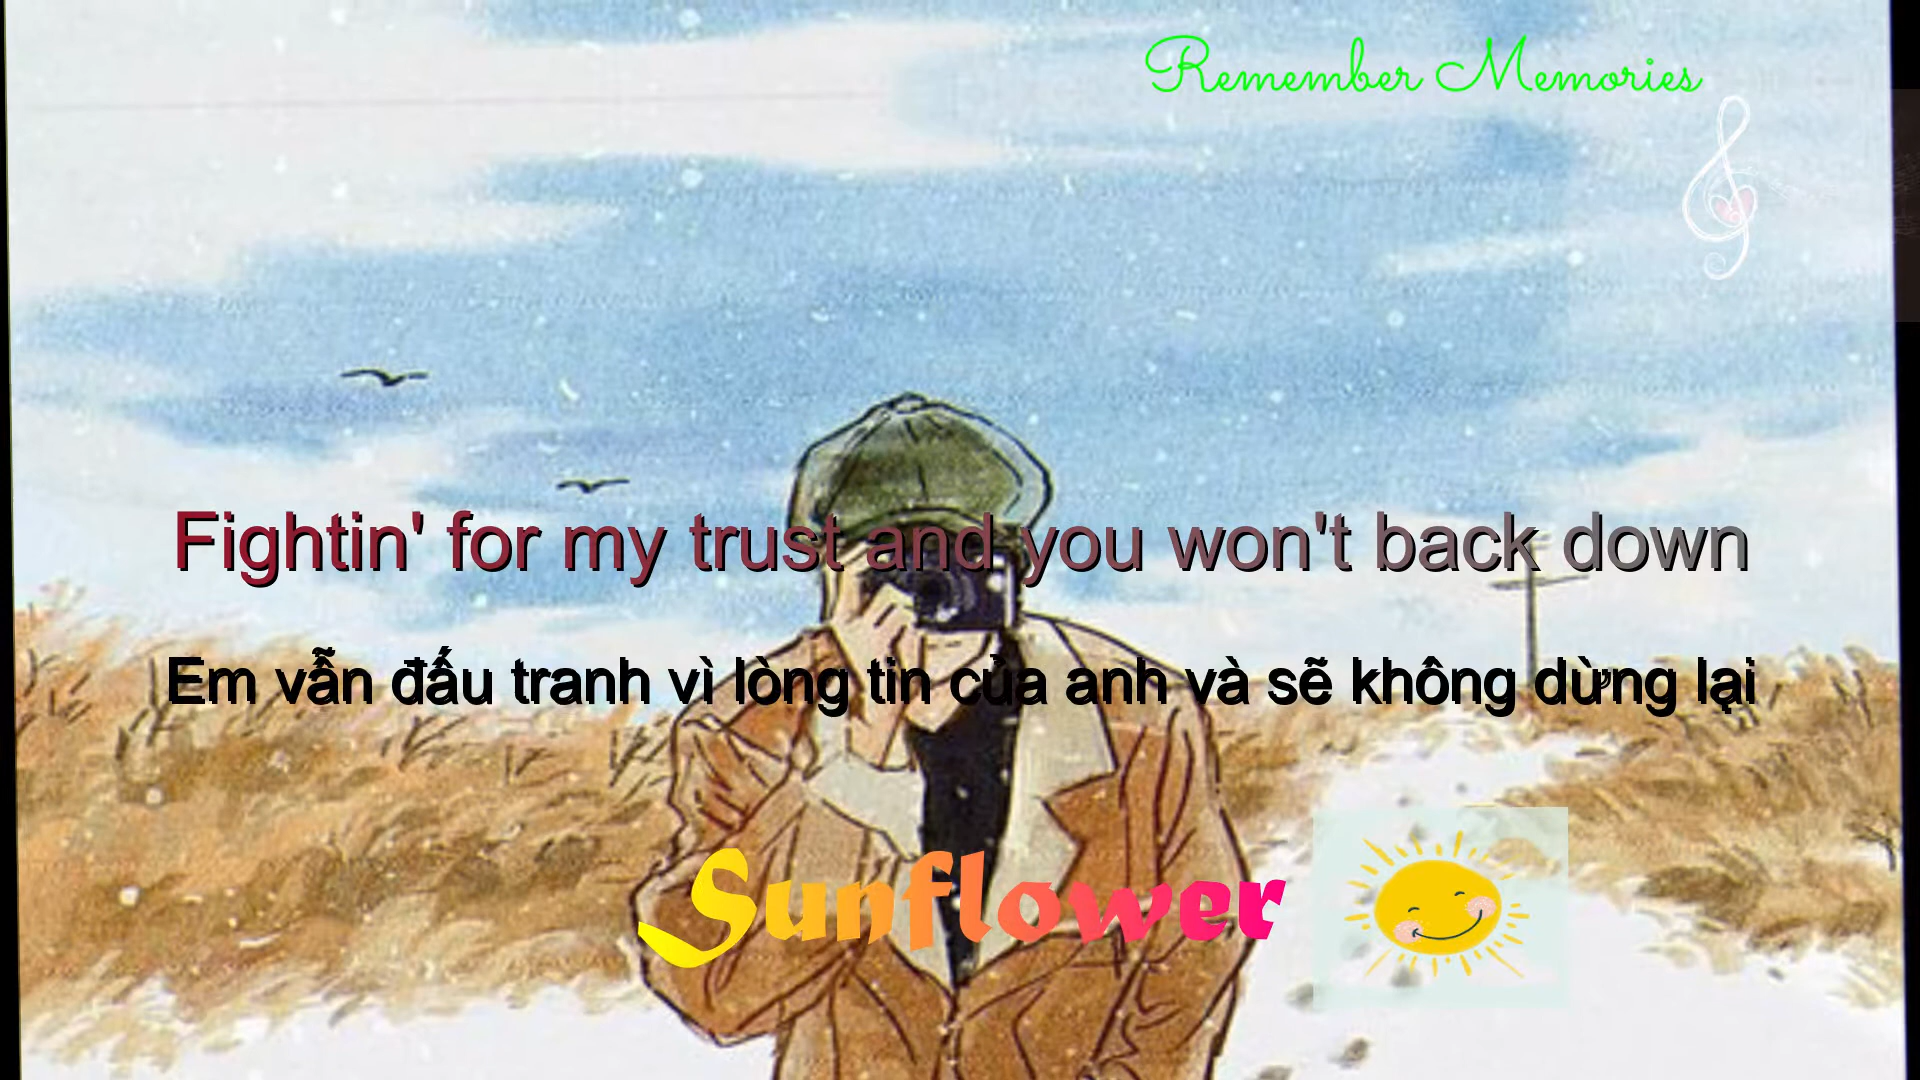 Remember Memories
Fightin' for my trust and you won't back down
Em vẫn đấu tranh vì lòng tin của anh và sẽ không dừng lại
Sunflower